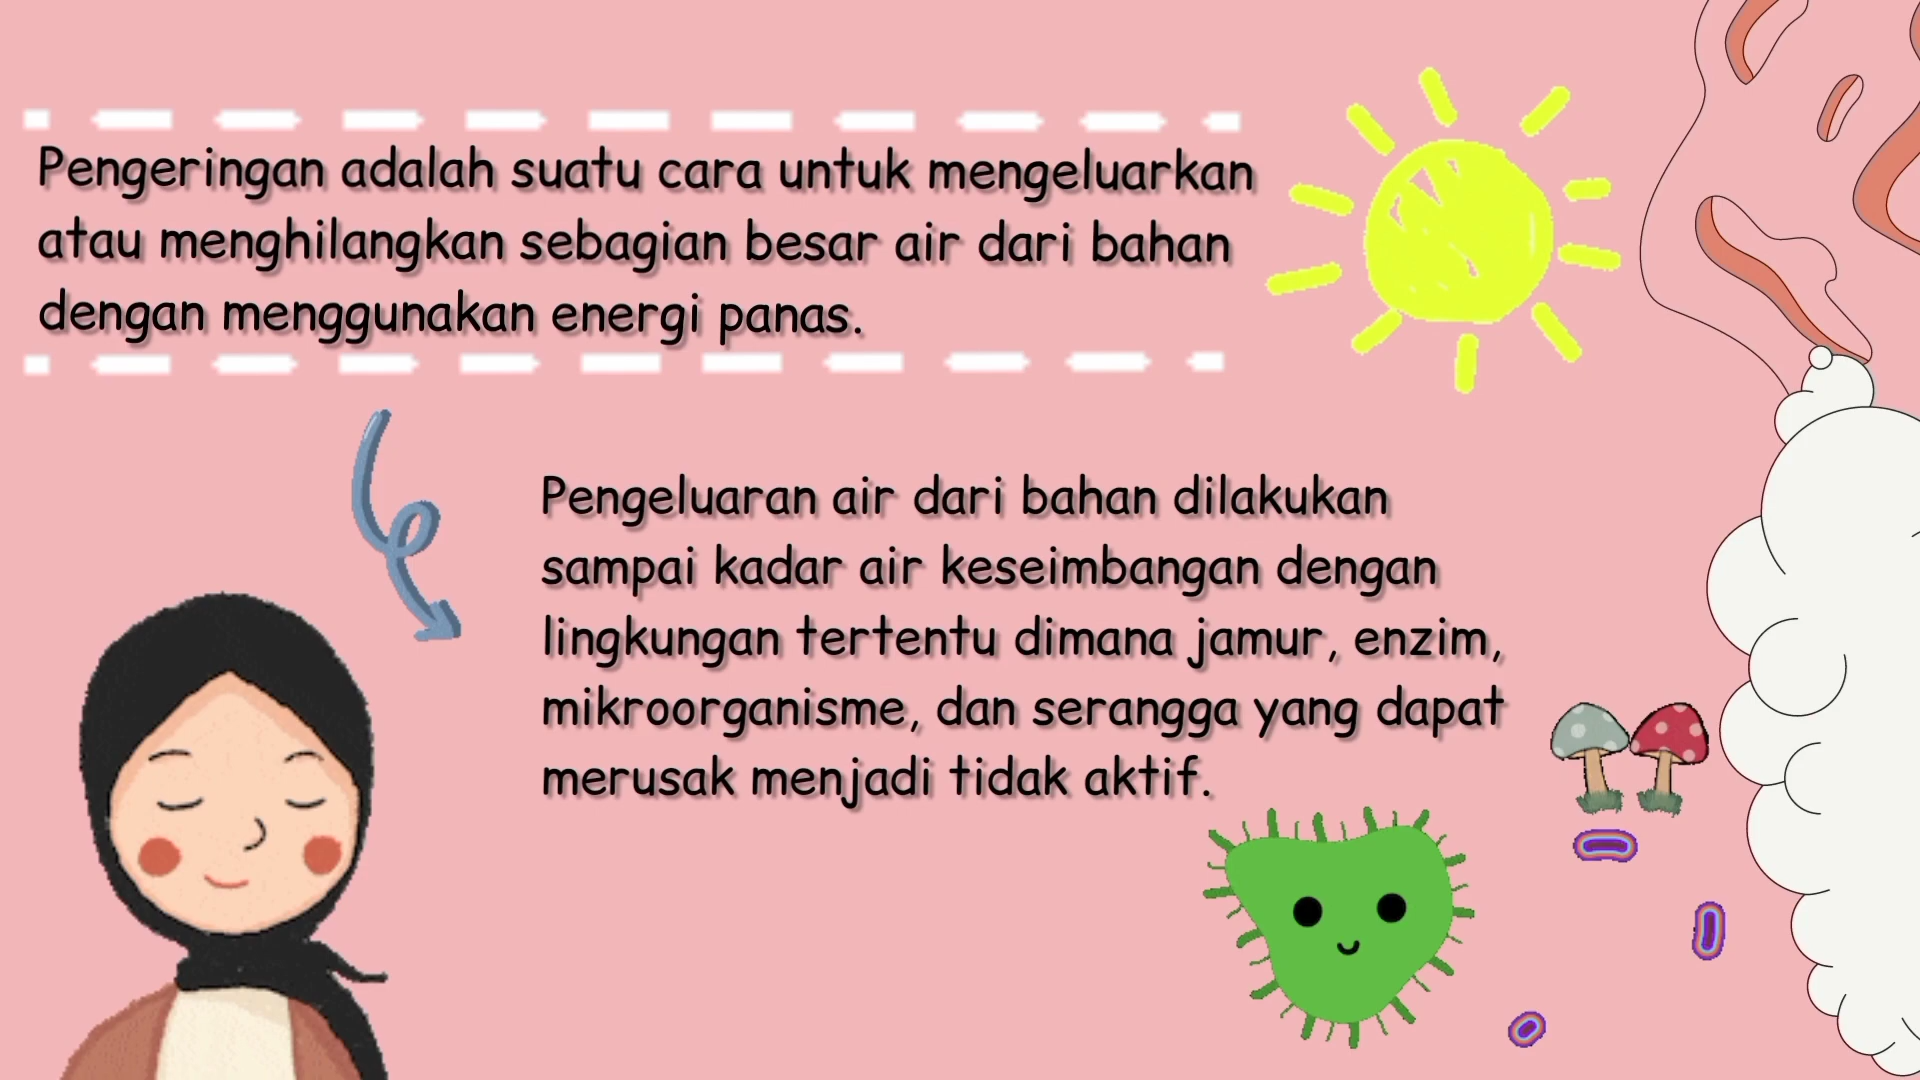 Pengeringan adalah suatu cara untuk mengeluarkan
atau menghilangkan sebagian besar air dari bahan
dengan menggunakan energi panas.
Pengeluaran air dari bahan dilakukan
sampai kadar air keseimbangan dengan
lingkungan tertentu dimana jamur, enzim,
mikroorganisme, dan serangga yang dapat
merusak menjadi tidak aktif.